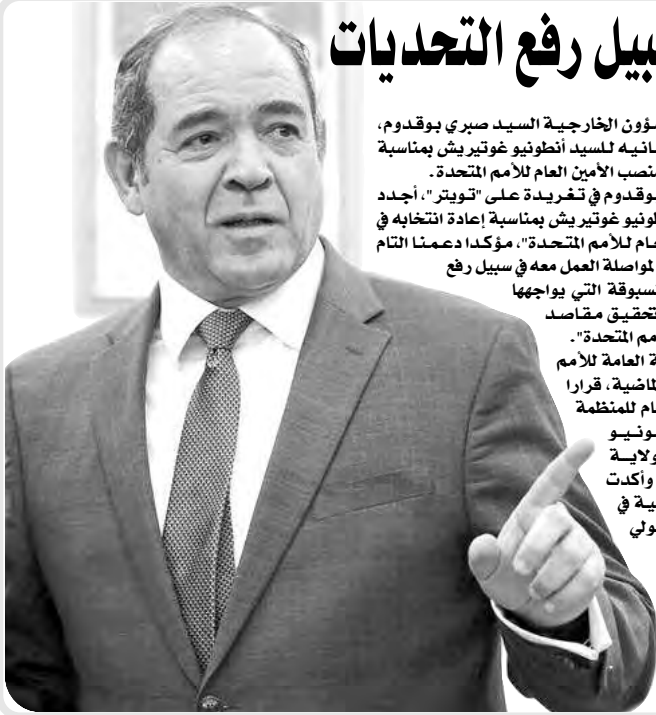 سبيل رفع التحديات
ؤون الخارجية السيد صبري بوقدوم،
انيه للسيد أنطونيو غوتيريش بمناسبة
نصب الأمين العام للأمم المتحدة.
وقدوم في تغريدة على "تويتر"، أجدد
ونيو غوتيريش بمناسبة إعادة انتخابه في
عام للأمم المتحدة"، مؤكدا دعمنا التام
لمواصلة العمل معه في سبيل رفع
سبوقة التي يواجهها
تحقيق مقاصد
مم المتحدة".
ة العامة للأمم
لماضية، قرارا
ام للمنظمة
ونيو
ولاية
وأكدت
ية في
ولي